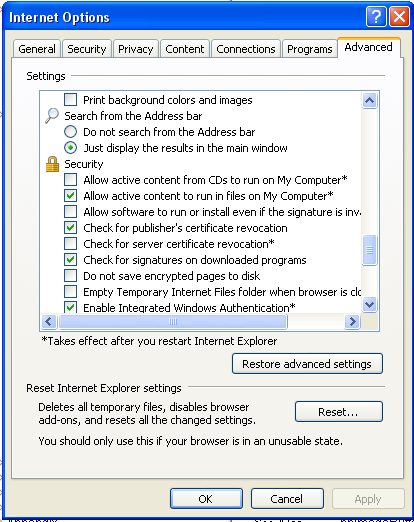 Internet Options
General Security Privacy Content Connections Programs Advanced
Settings
Print background colors and images
Search from the Address bar
Do not search from the Address bar
Just display the results in the main window
Security
Allow active content from CDs to run on My Computer*
Allow active content to run in files on My Computer*
Allow software to run or install even if the signature is inva
Check for publisher's certificate revocation
Check for server certificate revocation*
Check for signatures on downloaded programs
Do not save encrypted pages to disk
Empty Temporary Internet Files folder when browser is clo
Enable Integrated Windows Authentication*
*Takes effect after you restart Internet Explorer
Restore advanced settings
Reset Internet Explorer settings
Deletes all temporary files, disables browser
add-ons, and resets all the changed settings.
Reset...
You should only use this if your browser is in an unusable state.
OK Cancel Apply